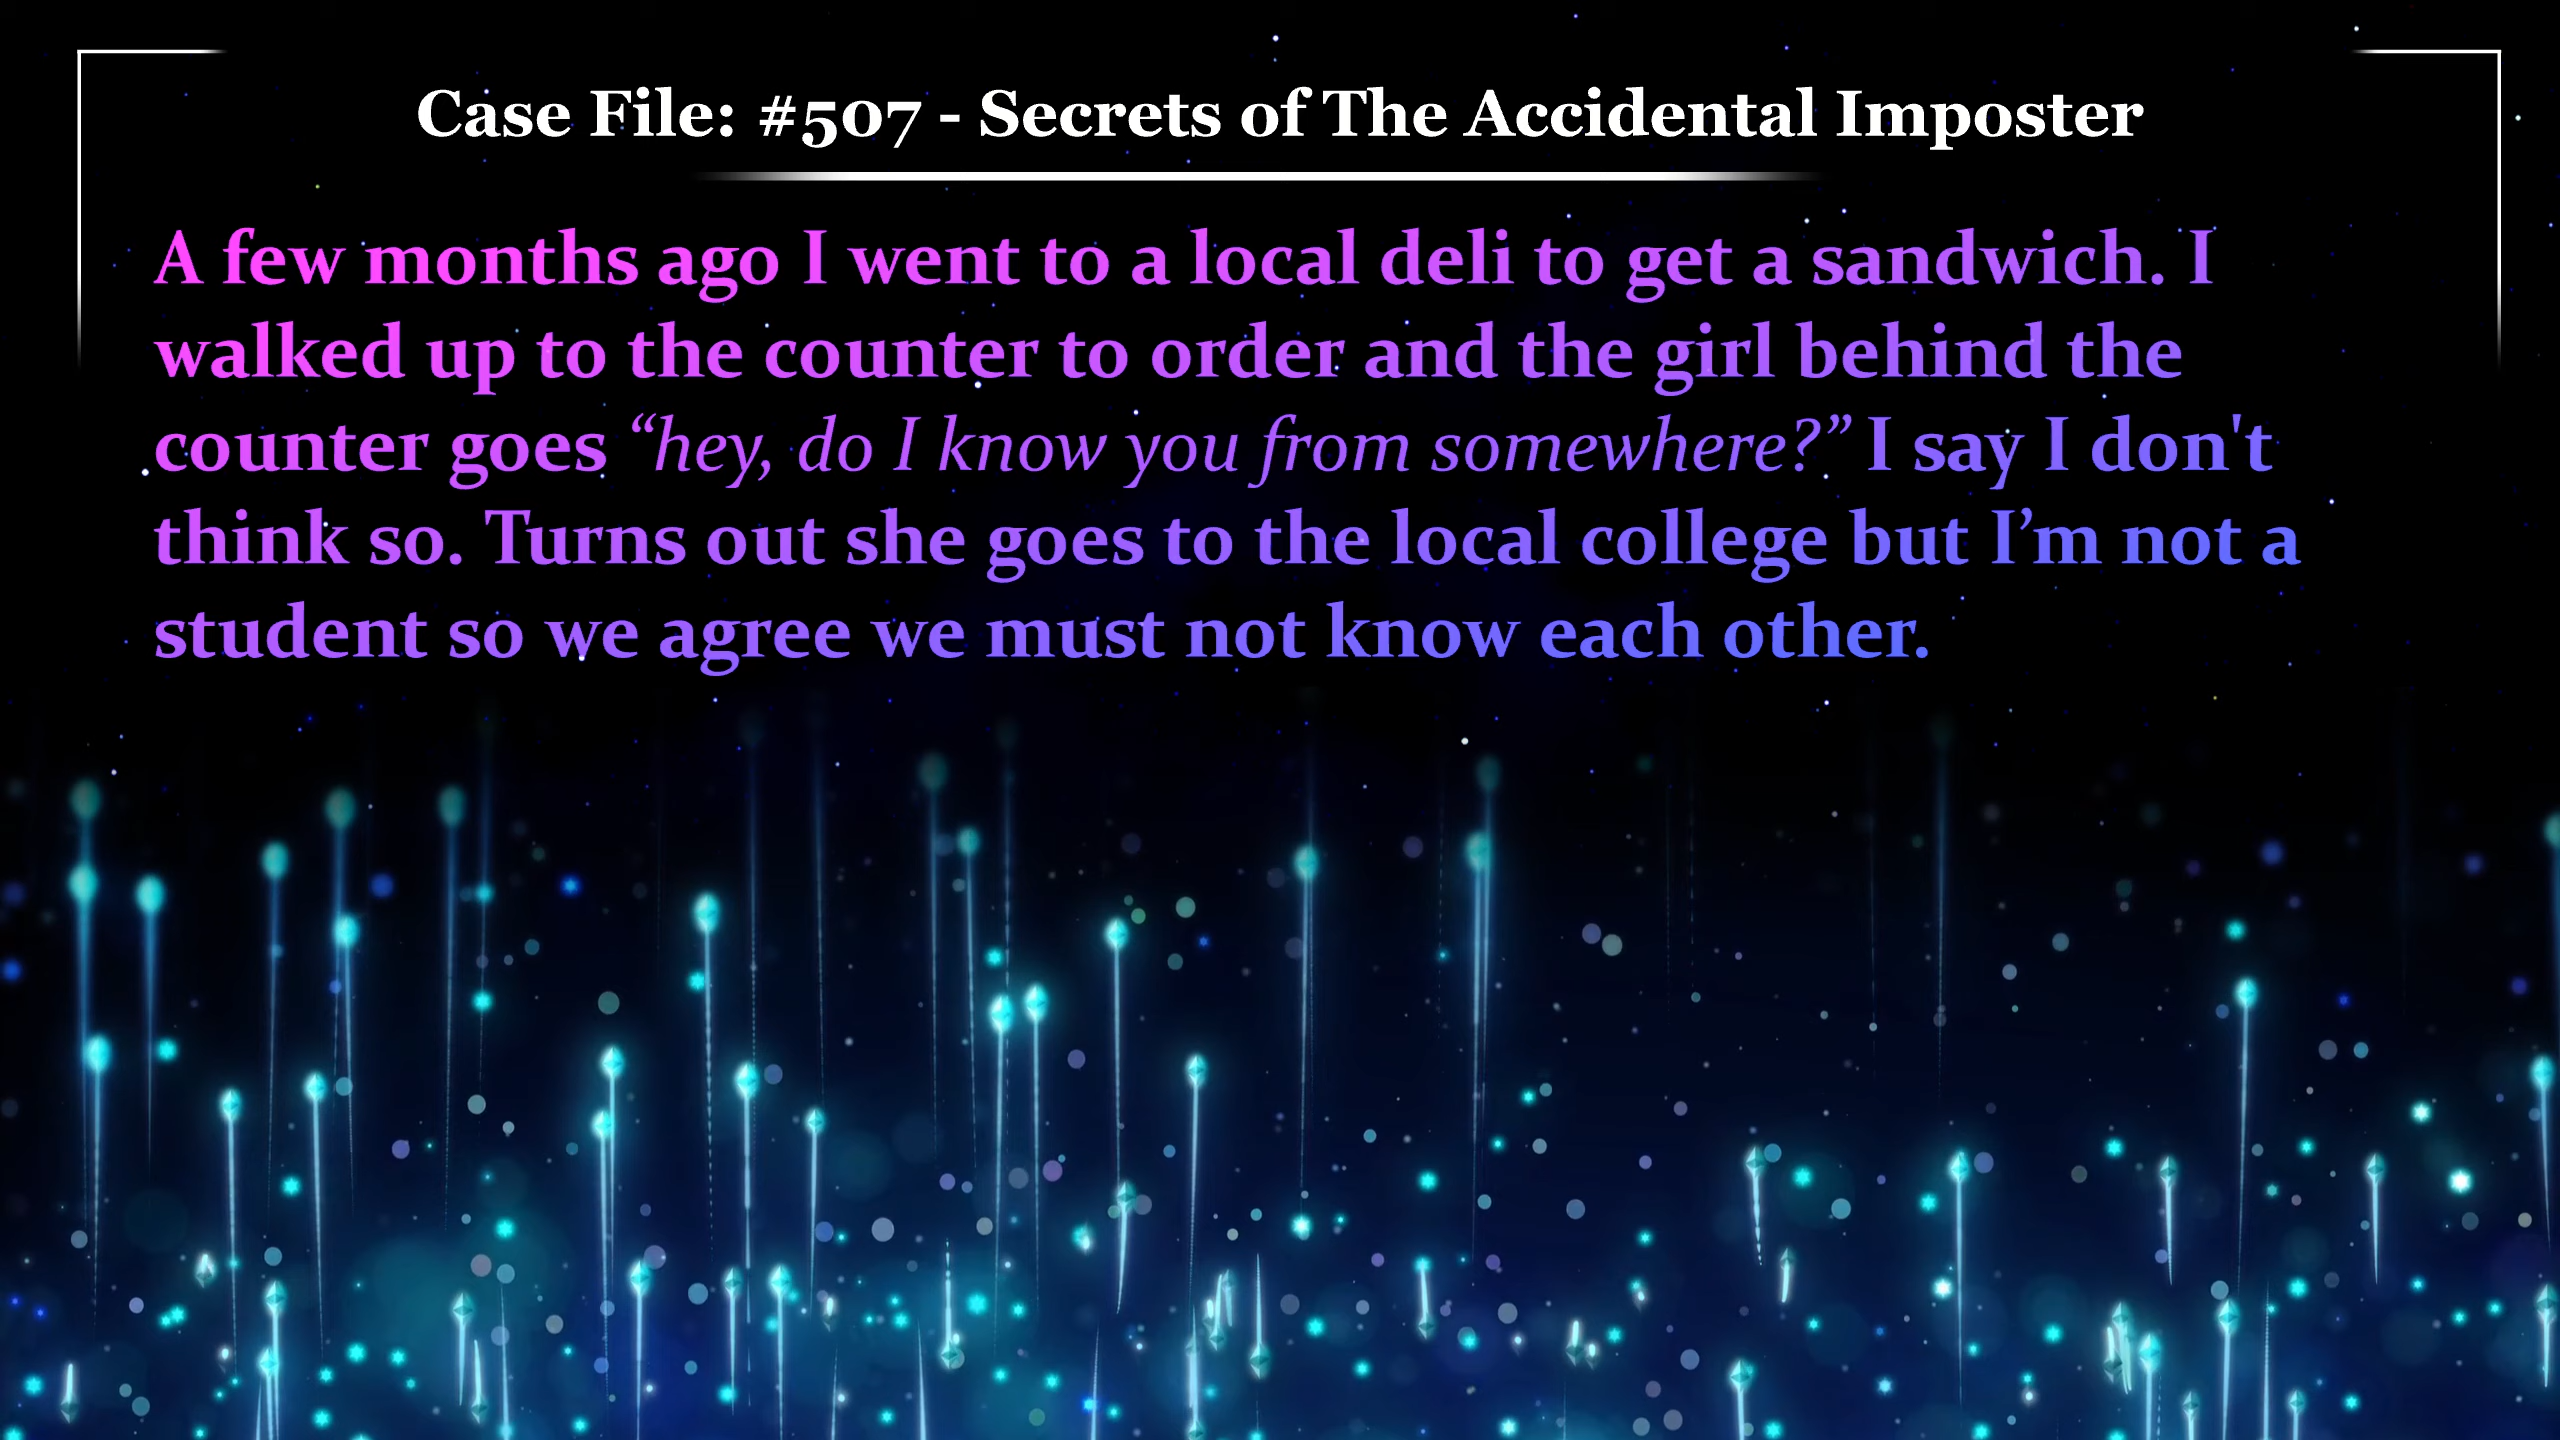 Case File: #507 - Secrets of The Accidental Imposter
A few months ago I went to a local deli to get a sandwich. I
walked up to the counter to order and the girl behind the
counter goes “hey, do I know you from somewhere?” I say I don't
think so. Turns out she goes to the local college but I’m not a
student so we agree we must not know each other.